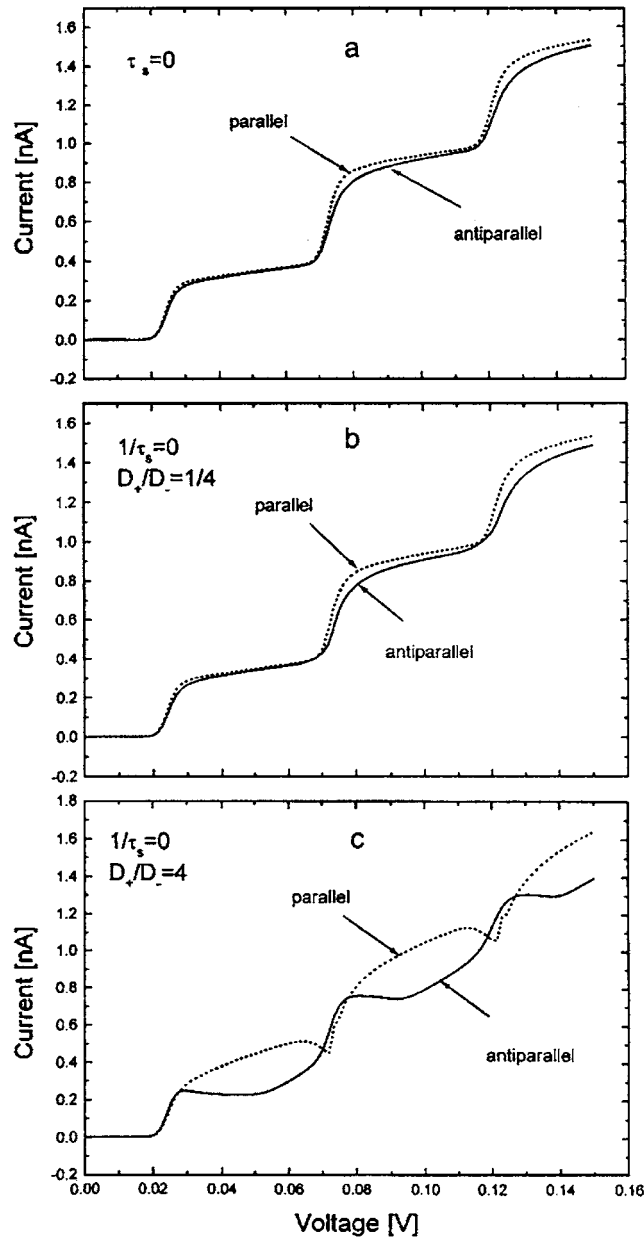 1.6
1.4
1.2
1.0
0.8
0.6
0.4
0.2
0.0
-0.2
Current [nA]
τs=0
a
parallel
antiparallel
1.6
1.4
1.2
1.0
0.8
0.6
0.4
0.2
0.0
-0.2
Current [nA]
1/τs=0
D+/D-=1/4
b
parallel
antiparallel
1.8
1.6
1.4
1.2
1.0
0.8
0.6
0.4
0.2
0.0
-0.2
Current [nA]
1/τs=0
D+/D-=4
c
parallel
antiparallel
0.00 0.02 0.04 0.06 0.08 0.10 0.12 0.14 0.16
Voltage [V]